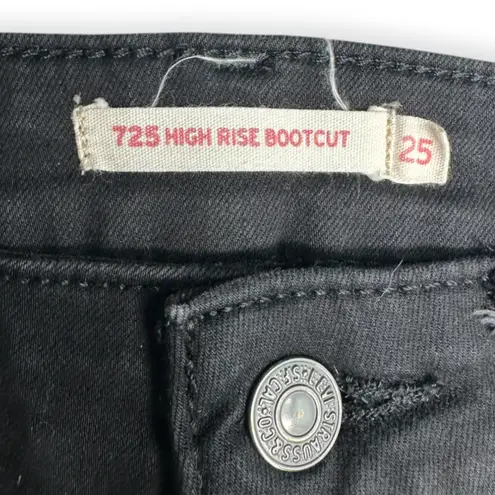 725 HIGH RISE BOOTCUT
25
LEVI STRAUSS & CO. S.F. CAL.